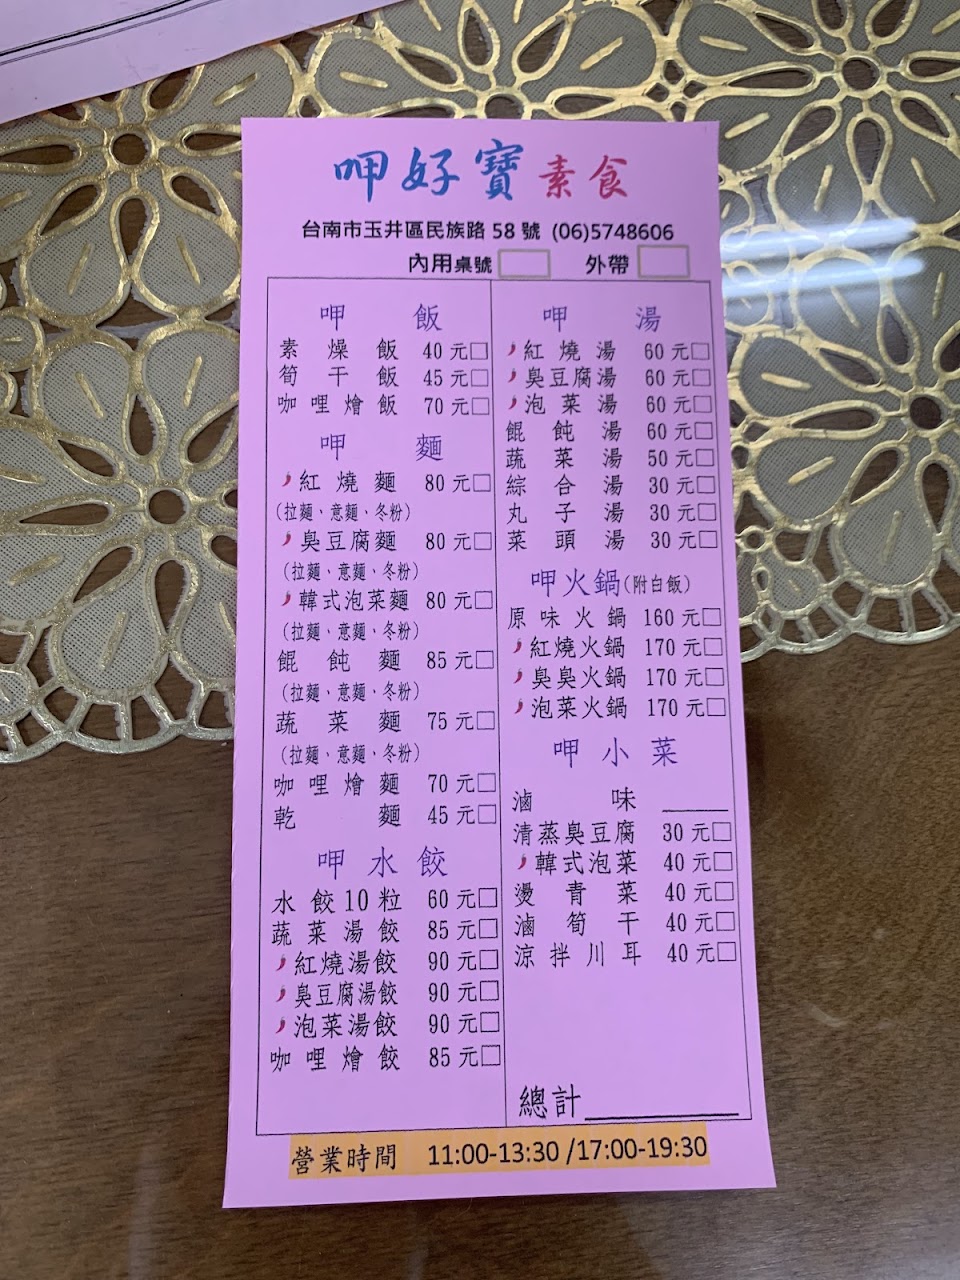 呷好寶素食
台南市玉井區民族路 58 號 (06)5748606
內用桌號 外帶
呷飯
素燥飯 40元□
筍干飯 45元□
咖哩燴飯 70元□
呷麵
紅燒麵 80元□
(拉麵、意麵、冬粉)
臭豆腐麵 80元□
(拉麵、意麵、冬粉)
韓式泡菜麵 80元□
(拉麵、意麵、冬粉)
餛飩麵 85元□
(拉麵、意麵、冬粉)
蔬菜麵 75元□
(拉麵、意麵、冬粉)
咖哩燴麵 70元□
乾麵 45元□
呷水餃
水餃10粒 60元□
蔬菜湯餃 85元□
紅燒湯餃 90元□
臭豆腐湯餃 90元□
泡菜湯餃 90元□
咖哩燴餃 85元□
呷湯
紅燒湯 60元□
臭豆腐湯 60元□
泡菜湯 60元□
餛飩湯 60元□
蔬菜湯 50元□
綜合湯 30元□
丸子湯 30元□
菜頭湯 30元□
呷火鍋(附白飯)
原味火鍋 160元□
紅燒火鍋 170元□
臭臭火鍋 170元□
泡菜火鍋 170元□
呷小菜
滷味 ____
清蒸臭豆腐 30元□
韓式泡菜 40元□
燙青菜 40元□
滷筍干 40元□
涼拌川耳 40元□
總計________
營業時間 11:00-13:30 /17:00-19:30